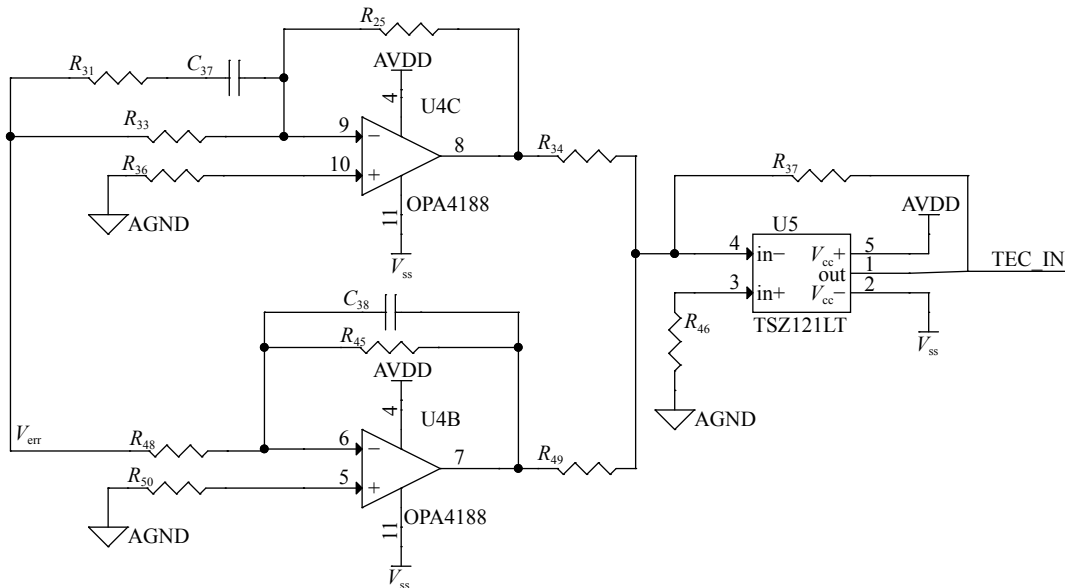 R25
AVDD
R31
C37
4
U4C
R33
9
−
8
R34
R36
10
+
AGND
11
OPA4188
Vss
R37
AVDD
U5
4
in−
Vcc+
5
out
1
TEC_IN
3
in+
Vcc−
2
TSZ121LT
R46
Vss
AGND
C38
R45
AVDD
4
U4B
Verr
R48
6
−
7
R49
R50
5
+
AGND
11
OPA4188
Vss